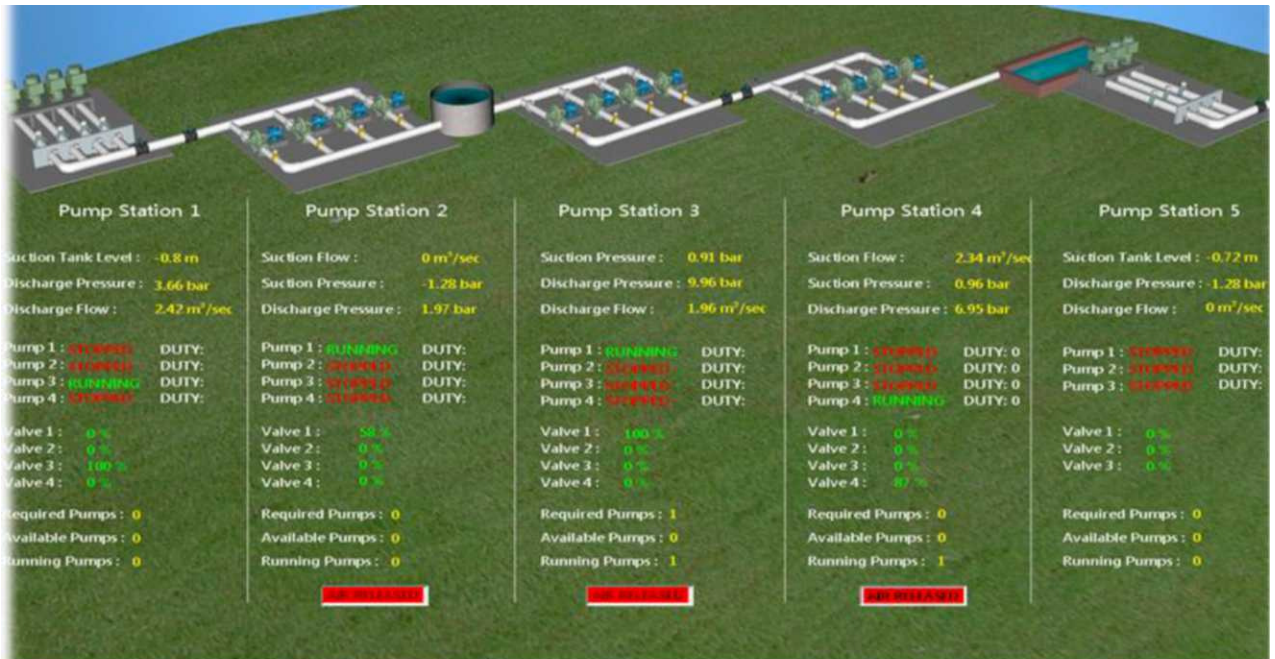 Pump Station 1
Suction Tank Level : -0.8 m
Discharge Pressure : 3.66 bar
Discharge Flow : 2.42 m³/sec
Pump 1 : STOPPED DUTY:
Pump 2 : STOPPED DUTY:
Pump 3 : RUNNING DUTY:
Pump 4 : STOPPED DUTY:
Valve 1 : 0 %
Valve 2 : 0 %
Valve 3 : 100 %
Valve 4 : 0 %
Required Pumps : 0
Available Pumps : 0
Running Pumps : 0
Pump Station 2
Suction Flow : 0 m³/sec
Suction Pressure : -1.28 bar
Discharge Pressure : 1.97 bar
Pump 1 : RUNNING DUTY:
Pump 2 : STOPPED DUTY:
Pump 3 : STOPPED DUTY:
Pump 4 : STOPPED DUTY:
Valve 1 : 58 %
Valve 2 : 0 %
Valve 3 : 0 %
Valve 4 : 0 %
Required Pumps : 0
Available Pumps : 0
Running Pumps : 0
AIR RELEASED
Pump Station 3
Suction Pressure : 0.91 bar
Discharge Pressure : 9.96 bar
Discharge Flow : 1.96 m³/sec
Pump 1 : RUNNING DUTY:
Pump 2 : STOPPED DUTY:
Pump 3 : STOPPED DUTY:
Pump 4 : STOPPED DUTY:
Valve 1 : 100 %
Valve 2 : 0 %
Valve 3 : 0 %
Valve 4 : 0 %
Required Pumps : 1
Available Pumps : 0
Running Pumps : 1
AIR RELEASED
Pump Station 4
Suction Flow : 2.34 m³/sec
Suction Pressure : 0.96 bar
Discharge Pressure : 6.95 bar
Pump 1 : STOPPED DUTY: 0
Pump 2 : STOPPED DUTY: 0
Pump 3 : STOPPED DUTY: 0
Pump 4 : RUNNING DUTY: 0
Valve 1 : 0 %
Valve 2 : 0 %
Valve 3 : 0 %
Valve 4 : 87 %
Required Pumps : 0
Available Pumps : 0
Running Pumps : 1
AIR RELEASED
Pump Station 5
Suction Tank Level : -0.72 m
Discharge Pressure : -1.28 bar
Discharge Flow : 0 m³/sec
Pump 1 : STOPPED DUTY:
Pump 2 : STOPPED DUTY:
Pump 3 : STOPPED DUTY:
Valve 1 : 0 %
Valve 2 : 0 %
Valve 3 : 0 %
Required Pumps : 0
Available Pumps : 0
Running Pumps : 0